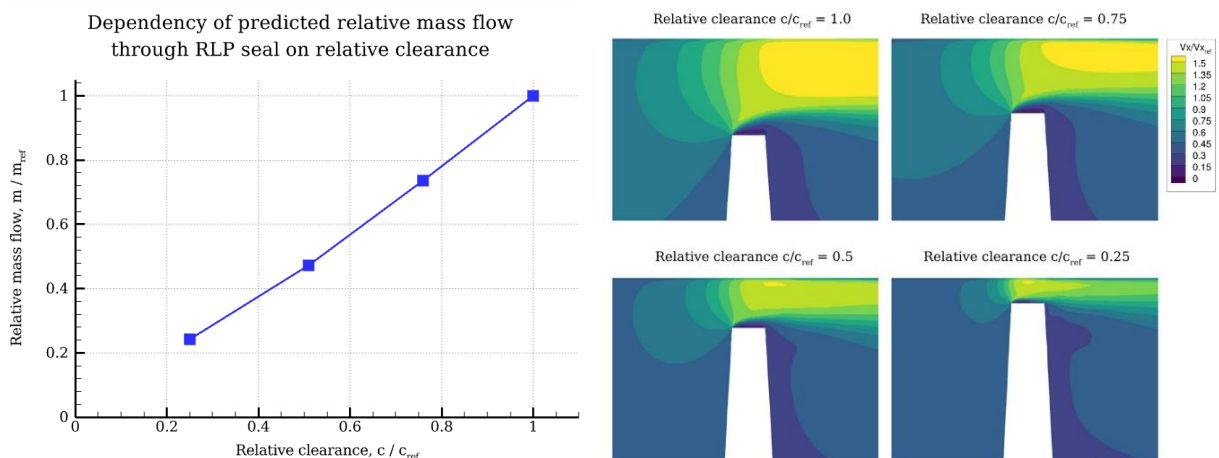 Dependency of predicted relative mass flow
through RLP seal on relative clearance
Relative mass flow, m / m_ref
1
0.8
0.6
0.4
0.2
0
0
0.2
0.4
0.6
0.8
1
Relative clearance, c / c_ref
Relative clearance c/c_ref = 1.0
Relative clearance c/c_ref = 0.75
Vx/Vx_ref
1.5
1.35
1.2
1.05
0.9
0.75
0.6
0.45
0.3
0.15
0
Relative clearance c/c_ref = 0.5
Relative clearance c/c_ref = 0.25